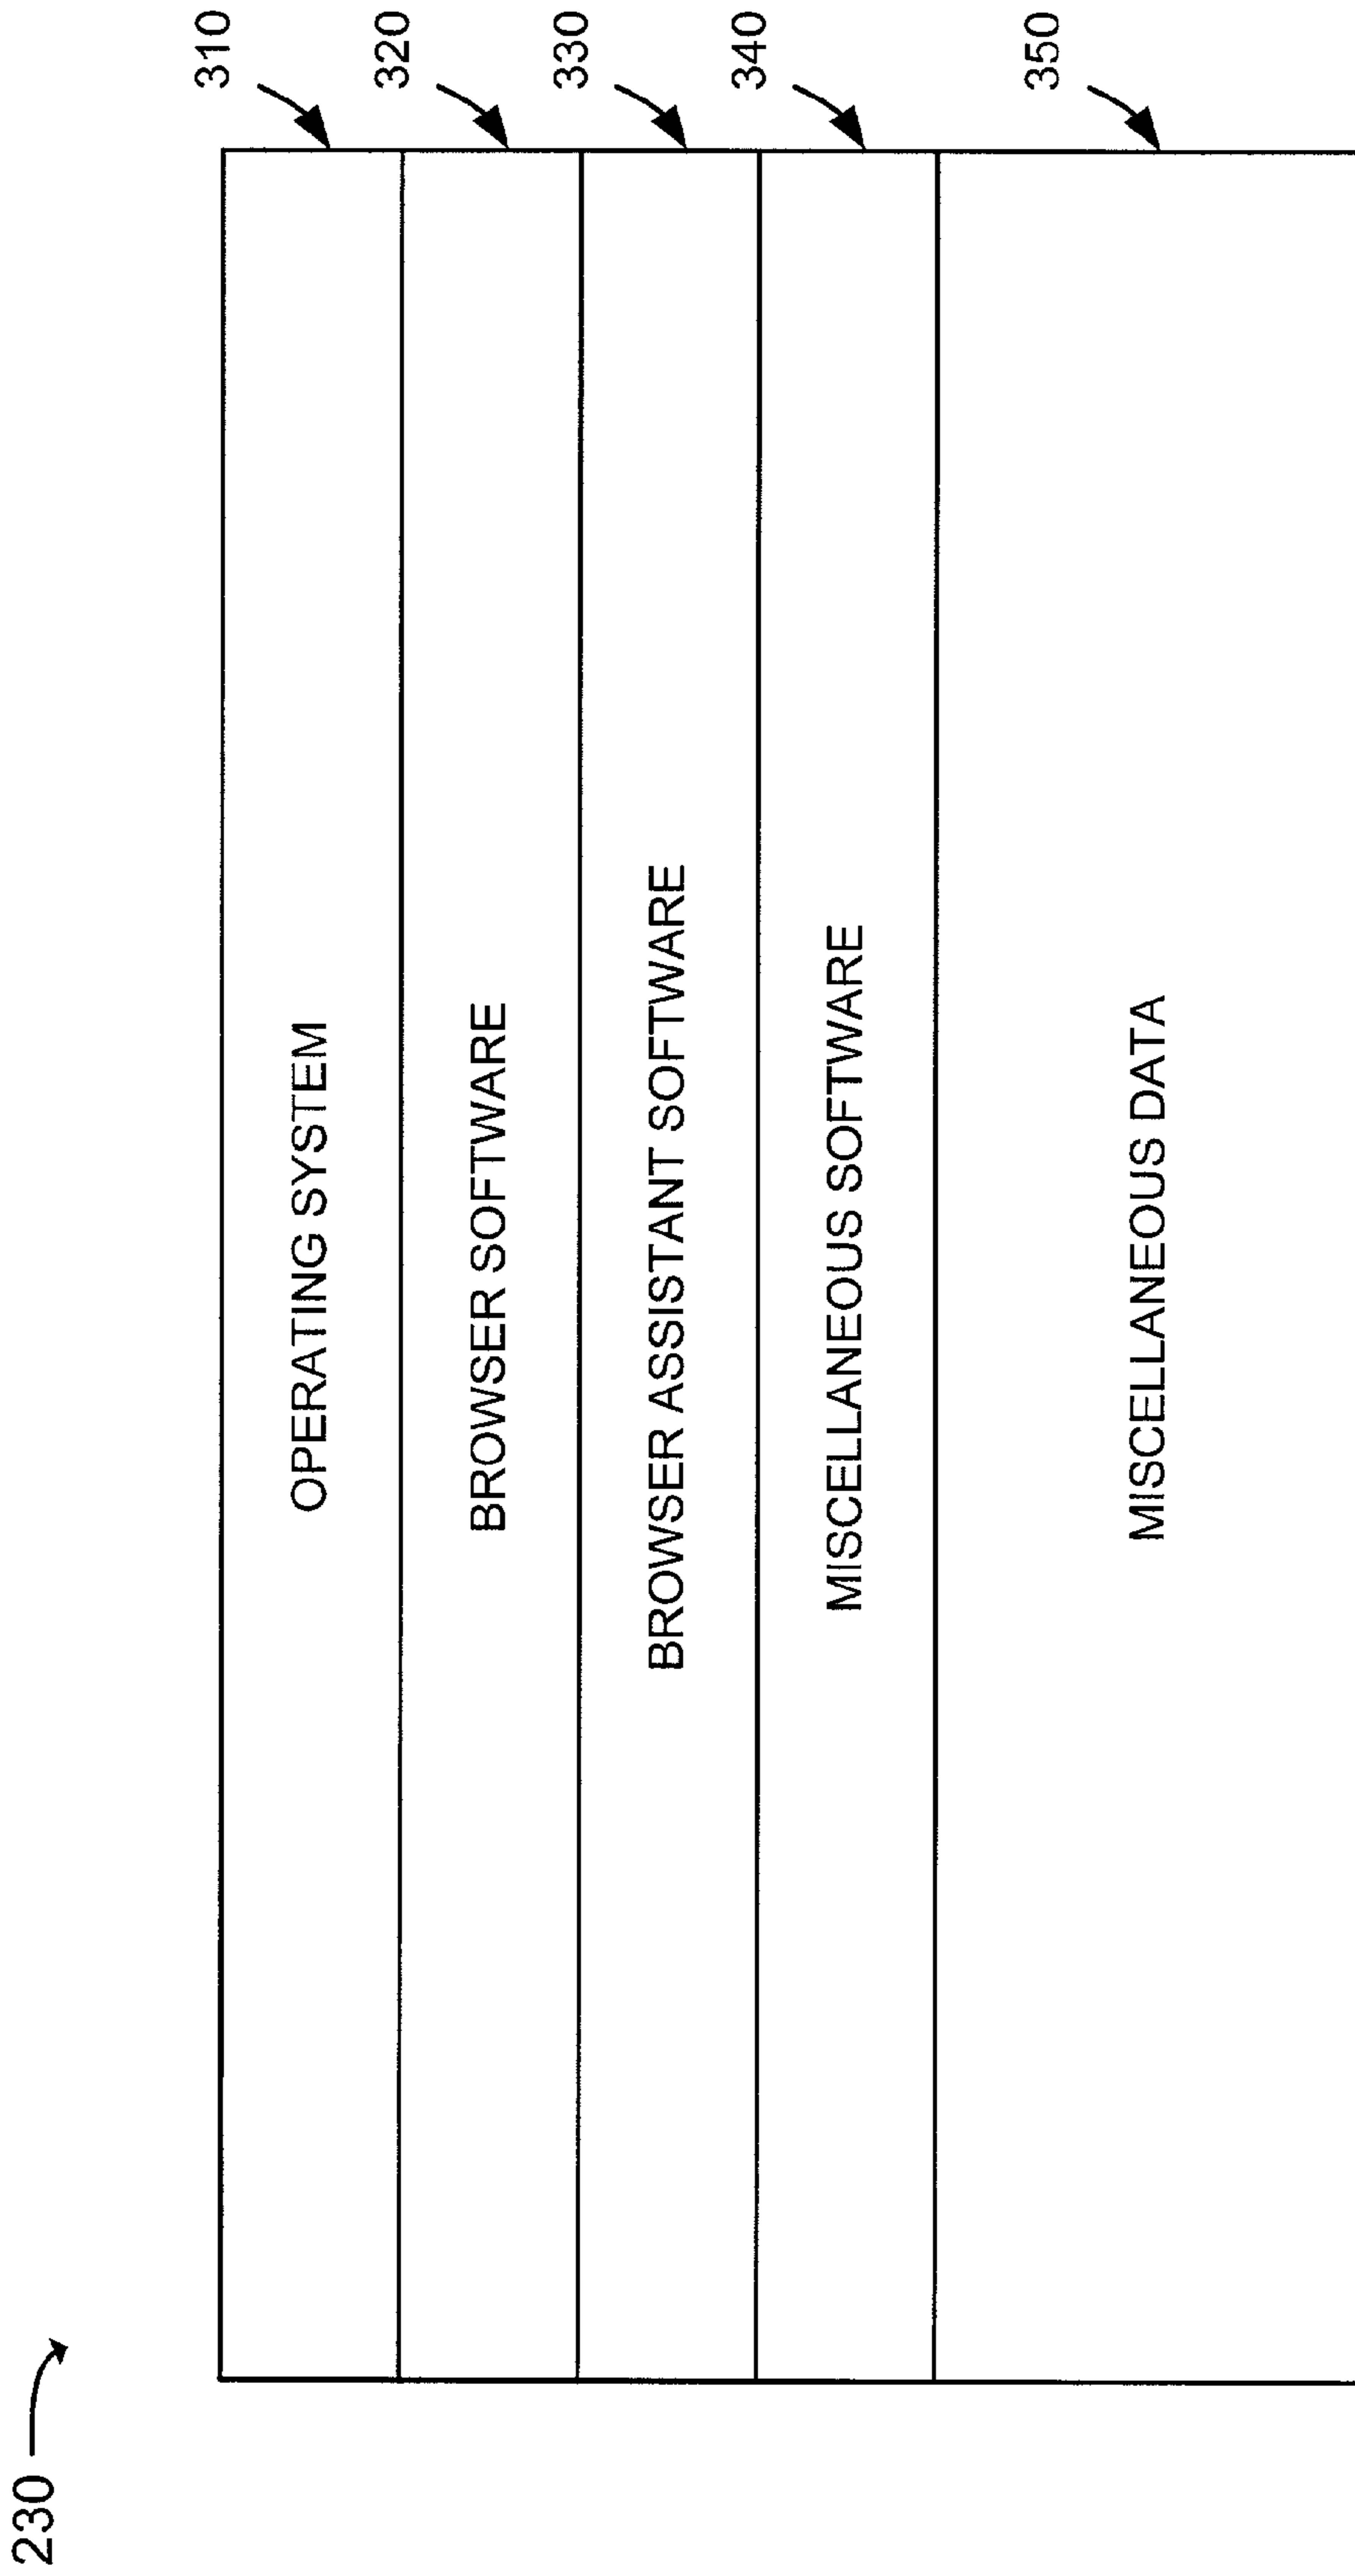 230
OPERATING SYSTEM
310
BROWSER SOFTWARE
320
BROWSER ASSISTANT SOFTWARE
330
MISCELLANEOUS SOFTWARE
340
MISCELLANEOUS DATA
350